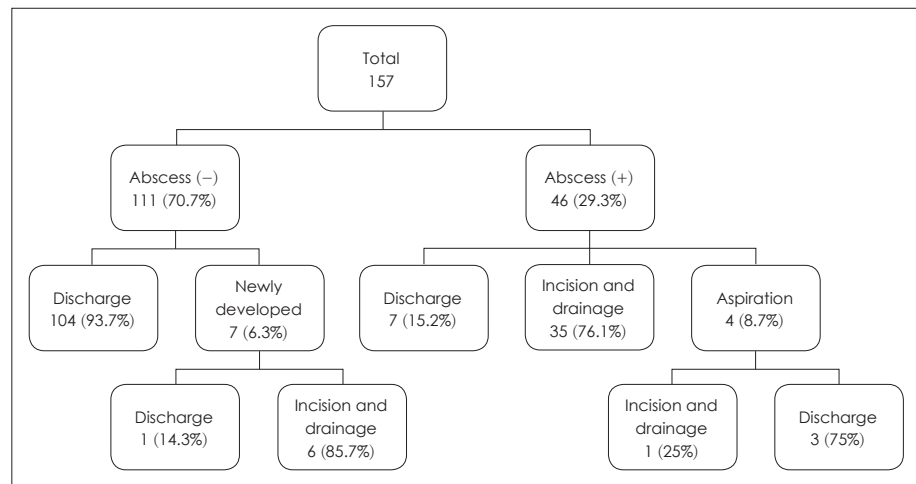 Total
157
Abscess (−)
111 (70.7%)
Abscess (+)
46 (29.3%)
Discharge
104 (93.7%)
Newly
developed
7 (6.3%)
Discharge
7 (15.2%)
Incision and
drainage
35 (76.1%)
Aspiration
4 (8.7%)
Discharge
1 (14.3%)
Incision and
drainage
6 (85.7%)
Incision and
drainage
1 (25%)
Discharge
3 (75%)